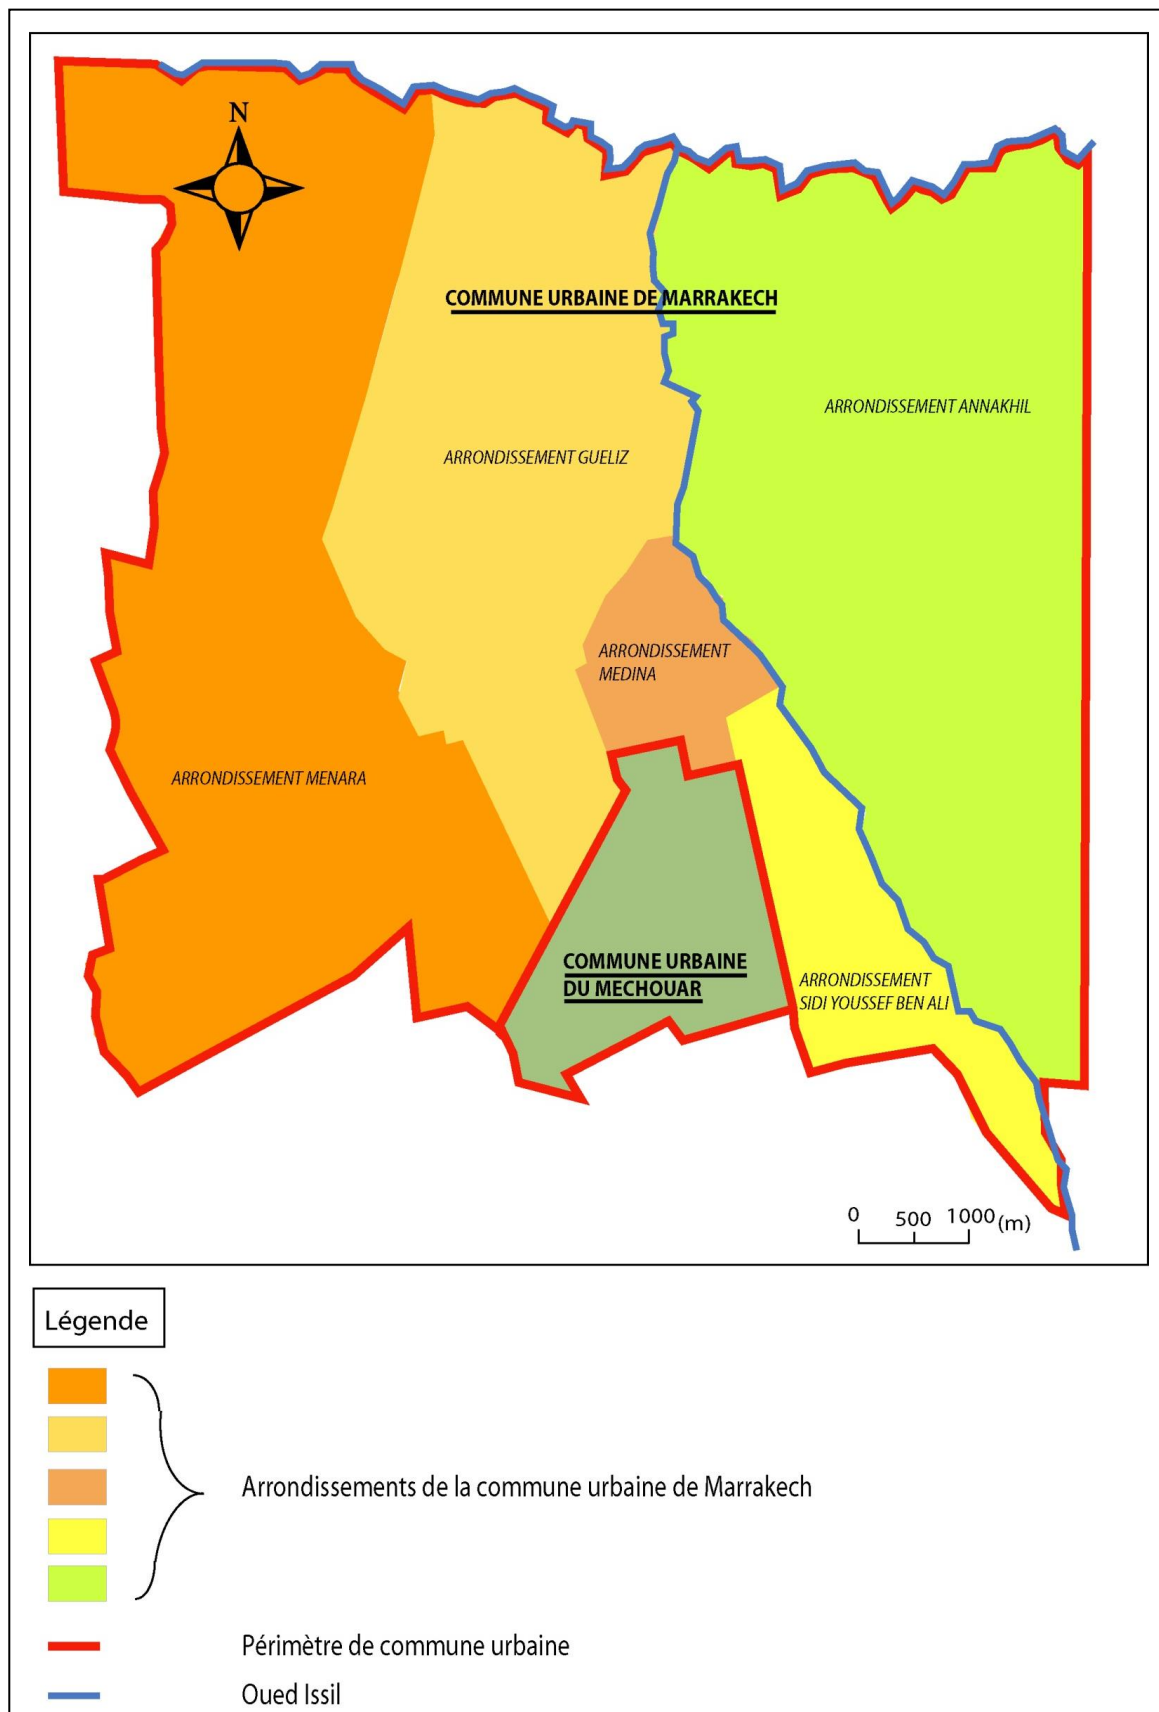 N
COMMUNE URBAINE DE MARRAKECH
ARRONDISSEMENT ANNAKHIL
ARRONDISSEMENT GUELIZ
ARRONDISSEMENT
MEDINA
ARRONDISSEMENT MENARA
COMMUNE URBAINE
DU MECHOUAR
ARRONDISSEMENT
SIDI YOUSSEF BEN ALI
0 500 1000 (m)
Légende
Arrondissements de la commune urbaine de Marrakech
Périmètre de commune urbaine
Oued Issil